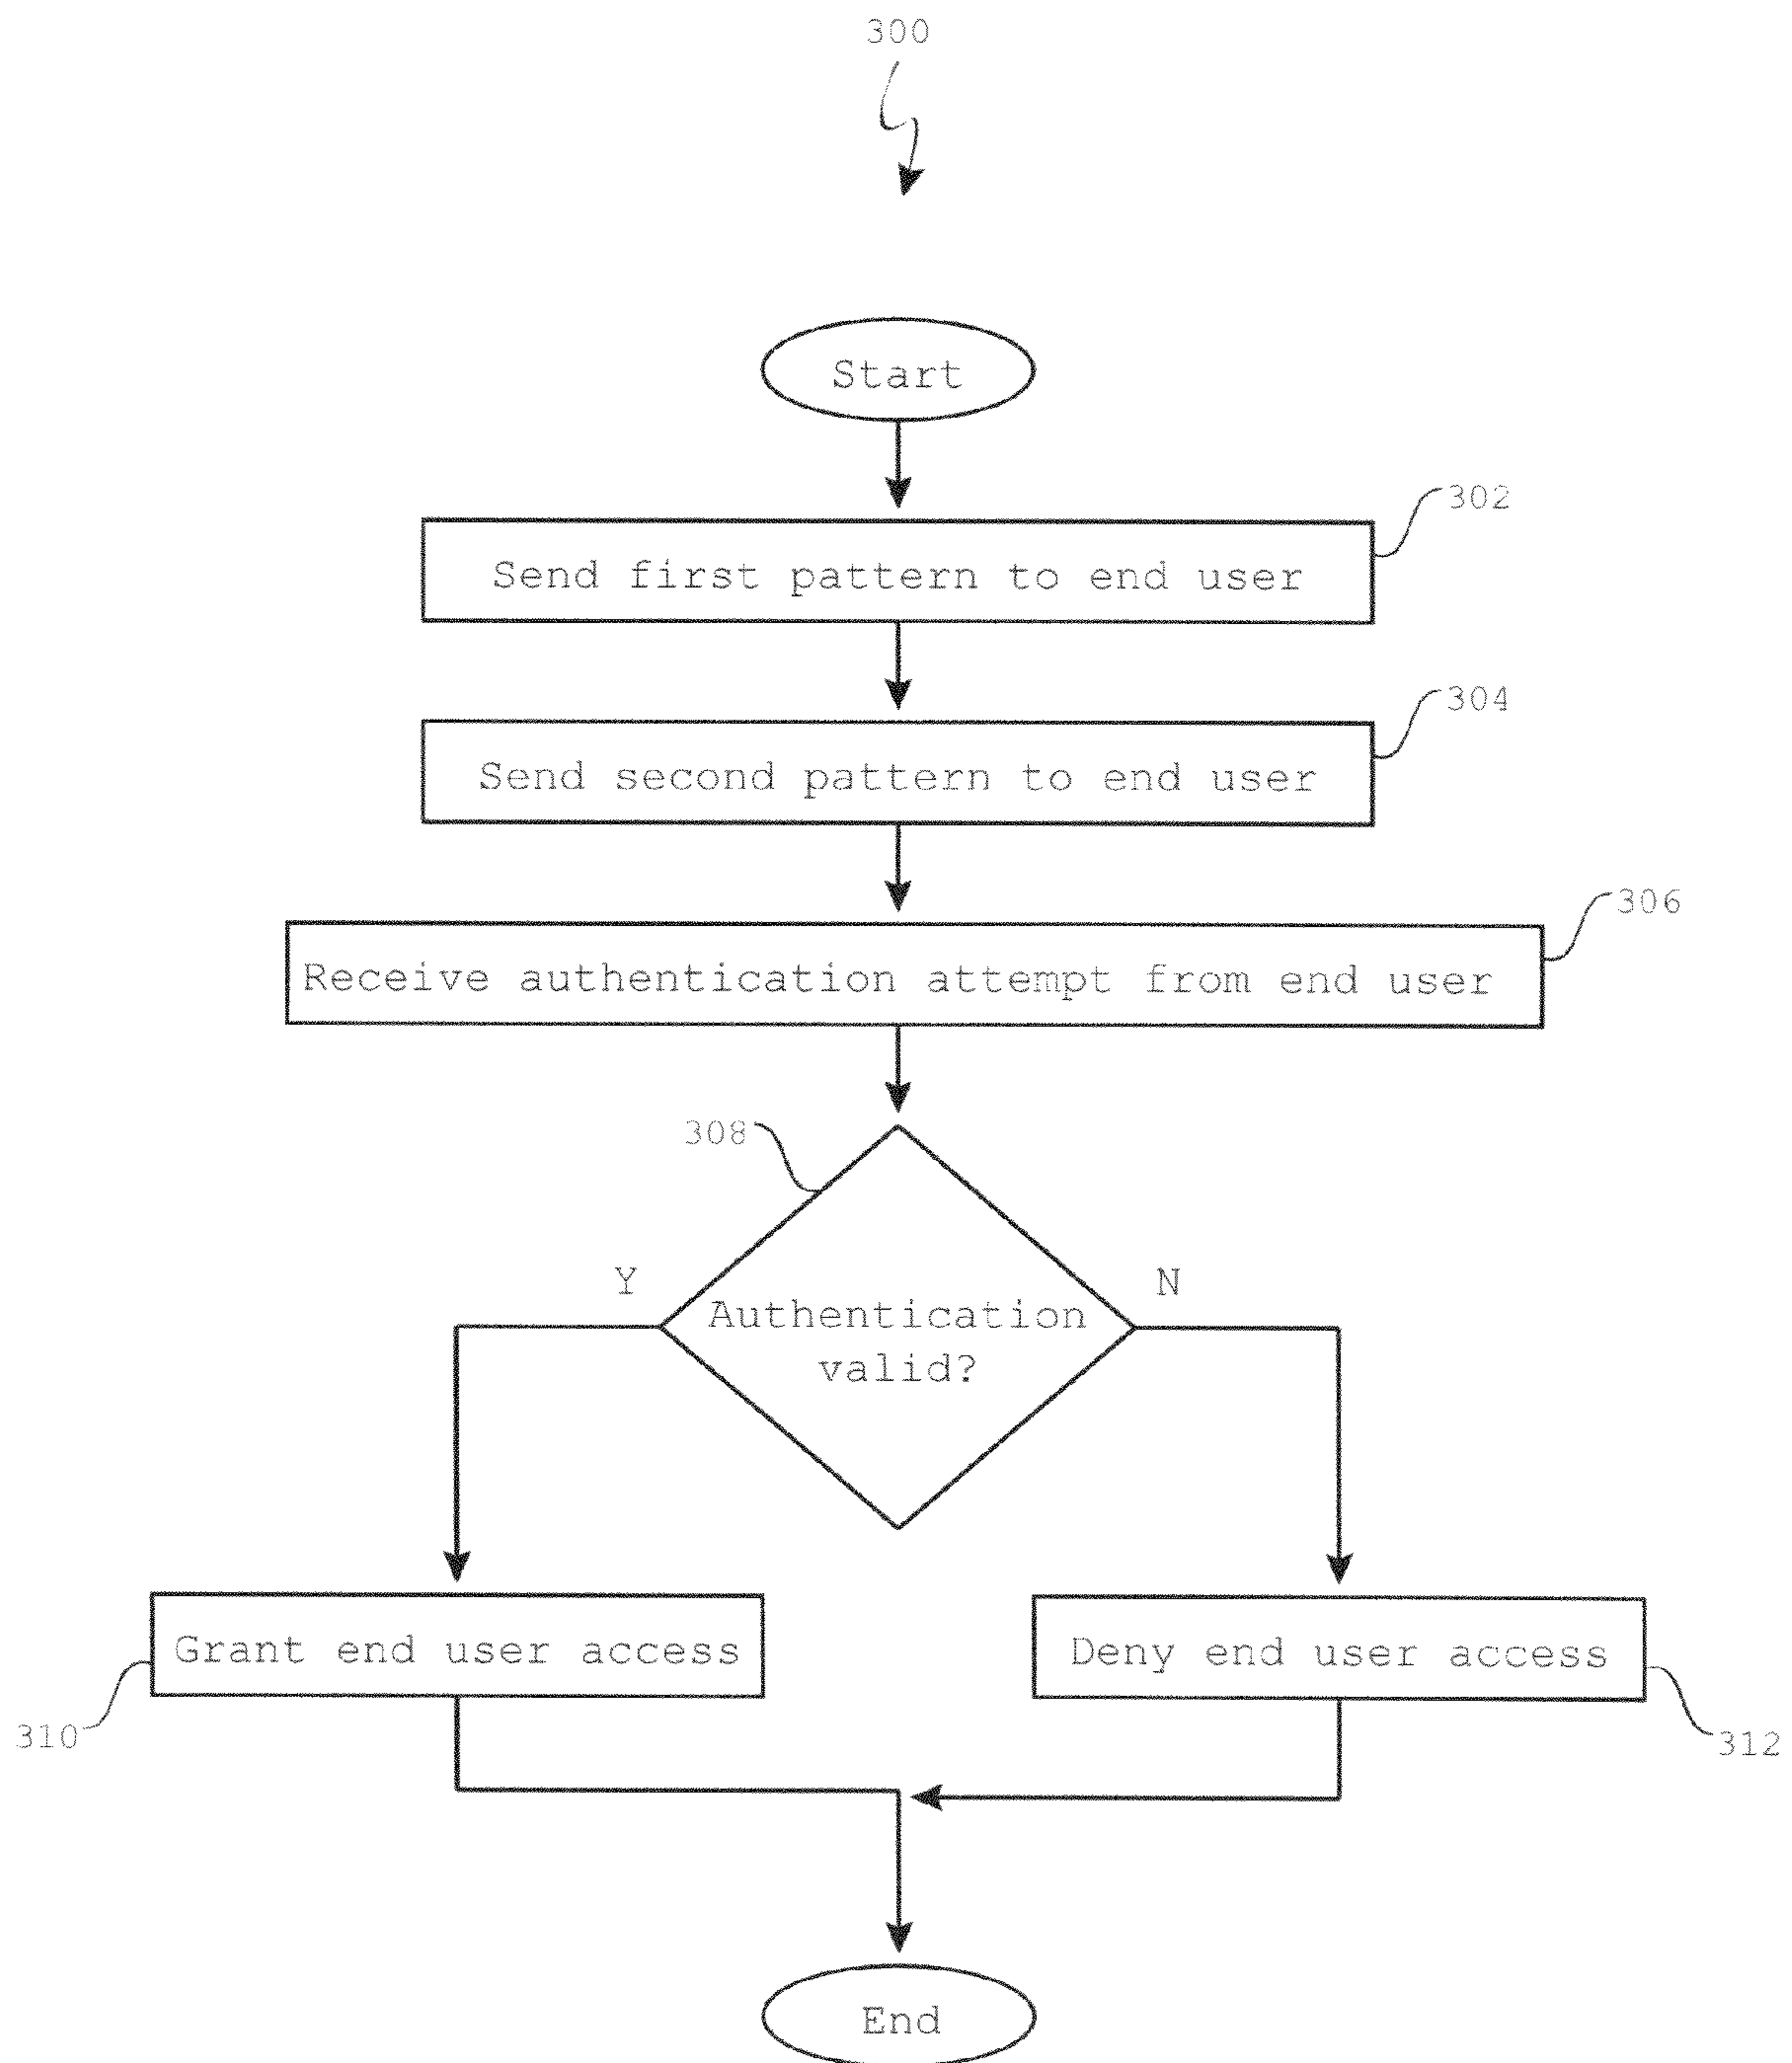 300
Start
302
Send first pattern to end user
304
Send second pattern to end user
306
Receive authentication attempt from end user
308
Y
N
Authentication
valid?
Grant end user access
Deny end user access
310
312
End